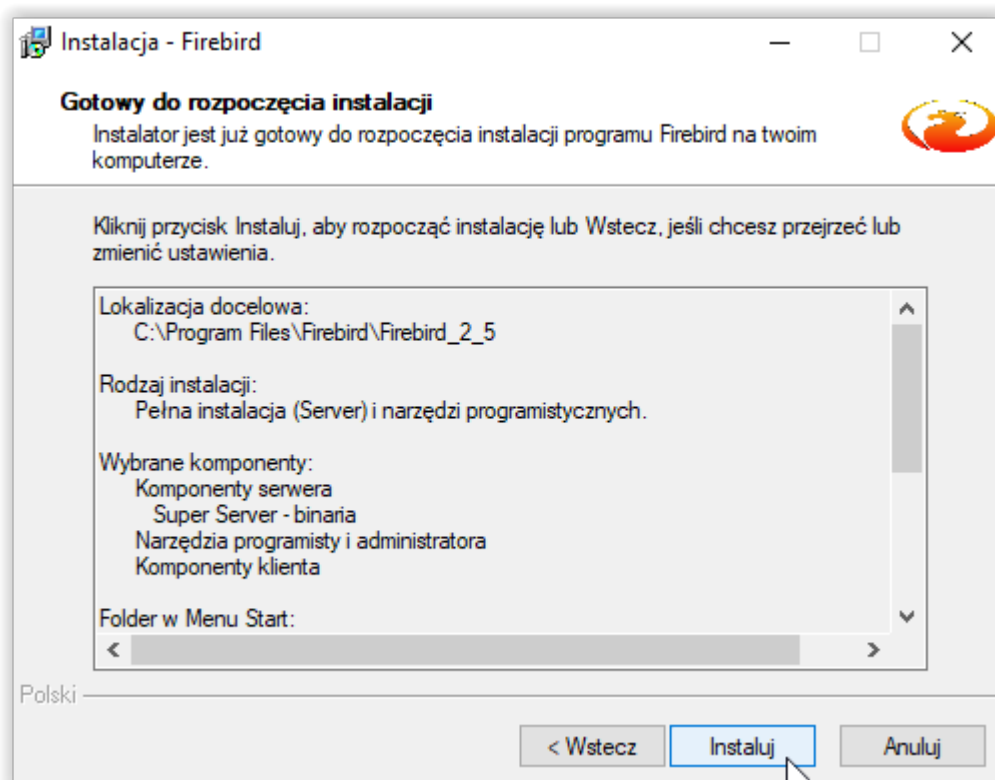 Instalacja - Firebird
Gotowy do rozpoczęcia instalacji
Instalator jest już gotowy do rozpoczęcia instalacji programu Firebird na twoim
komputerze.
Kliknij przycisk Instaluj, aby rozpocząć instalację lub Wstecz, jeśli chcesz przejrzeć lub
zmienić ustawienia.
Lokalizacja docelowa:
C:\Program Files\Firebird\Firebird_2_5
Rodzaj instalacji:
Pełna instalacja (Server) i narzędzi programistycznych.
Wybrane komponenty:
Komponenty serwera
Super Server - binaria
Narzędzia programisty i administratora
Komponenty klienta
Folder w Menu Start:
Polski
< Wstecz
Instaluj
Anuluj